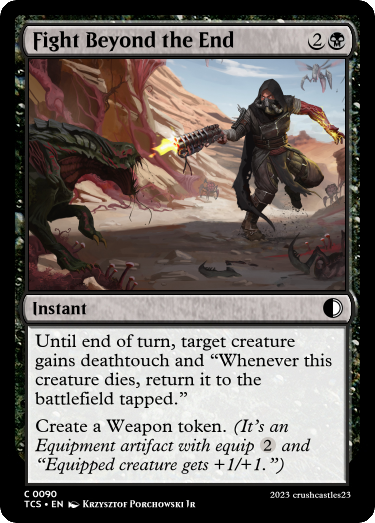 Fight Beyond the End 2
Instant
Until end of turn, target creature
gains deathtouch and “Whenever this
creature dies, return it to the
battlefield tapped.”
Create a Weapon token. (It’s an
Equipment artifact with equip 2 and
“Equipped creature gets +1/+1.”)
C 0090
TCS • EN Krzysztof Porchowski Jr
2023 crushcastles23